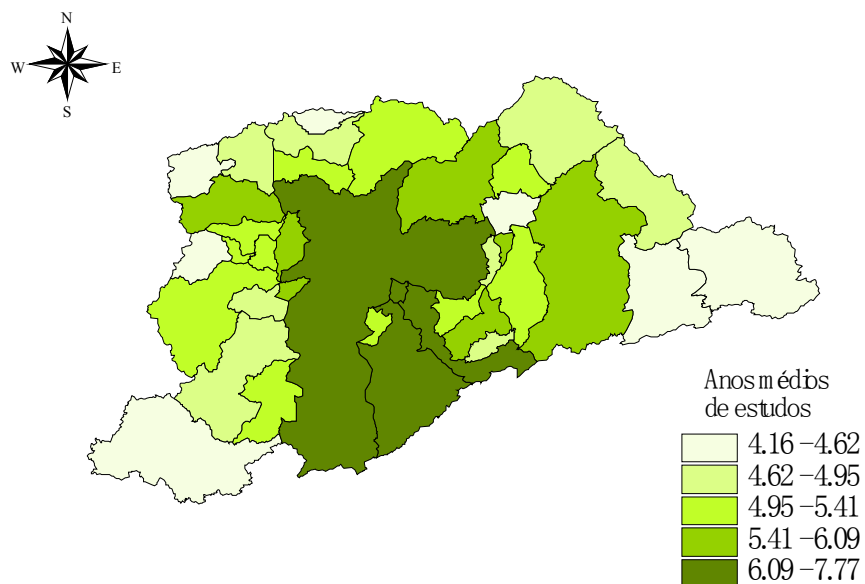 N
W E
S
Anos médios
de estudos
4.16 – 4.62
4.62 – 4.95
4.95 – 5.41
5.41 – 6.09
6.09 – 7.77